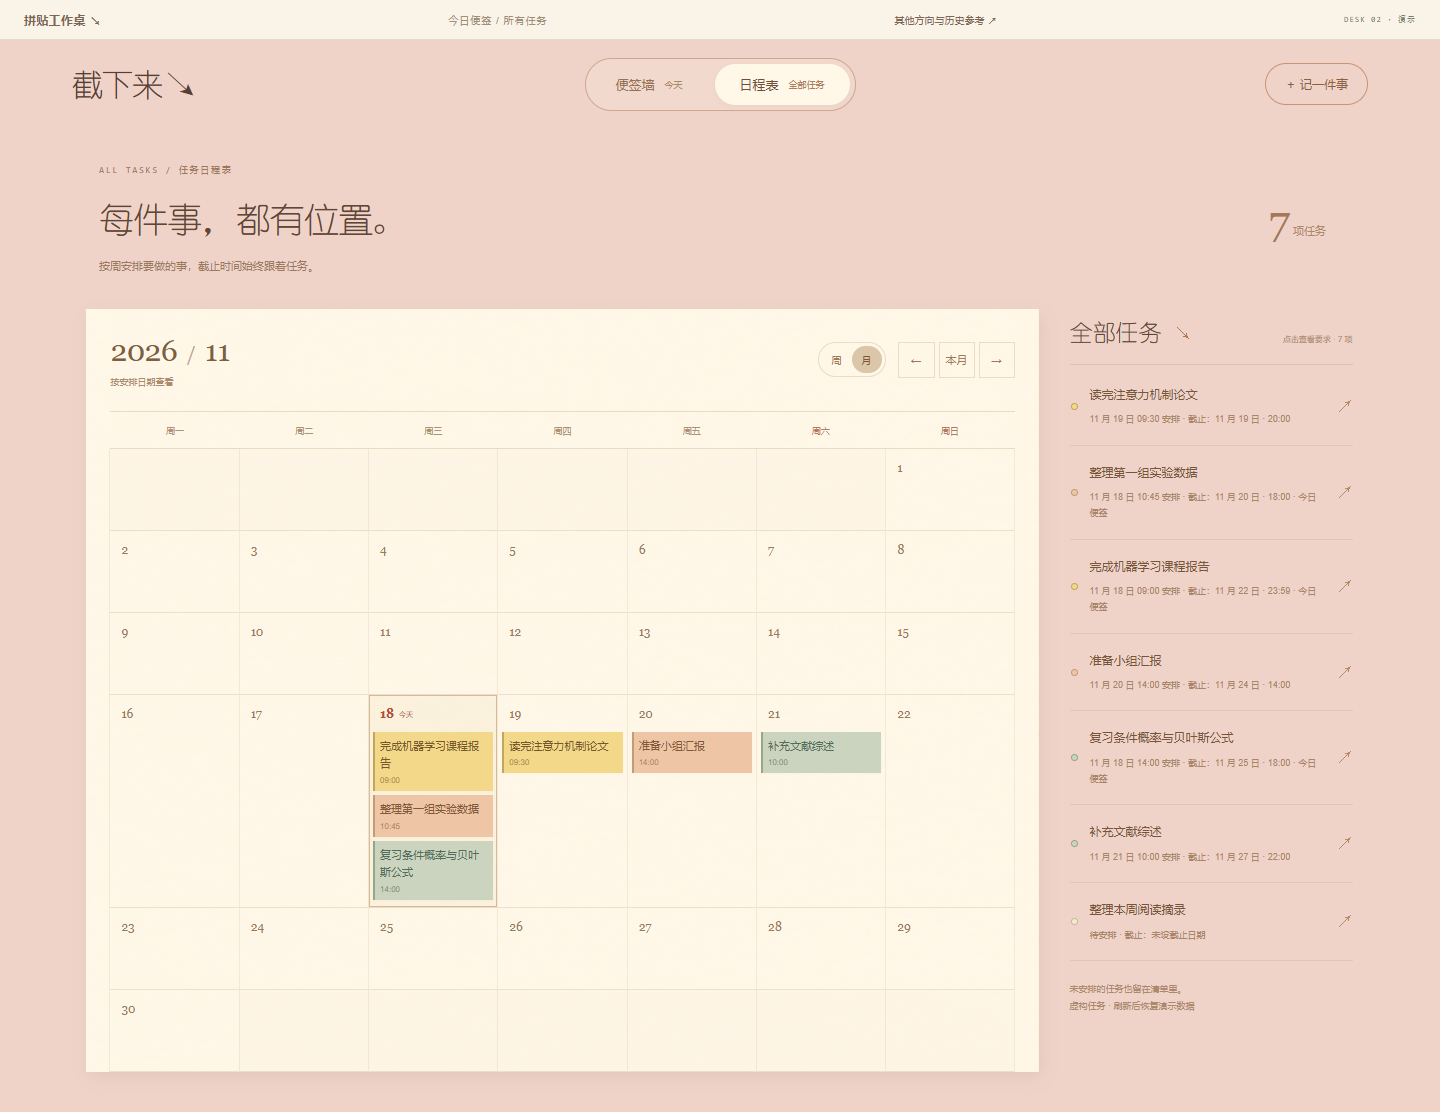 拼贴工作桌 ↘
今日便签 / 所有任务
其他方向与历史参考 ↗
DESK 02 · 演示
截下来↘
便签墙 今天
日程表 全部任务
+ 记一件事
ALL TASKS / 任务日程表
每件事，都有位置。
按周安排要做的事，截止时间始终跟着任务。
7 项任务
2026 / 11
按安排日期查看
周 月
← 本月 →
周一 周二 周三 周四 周五 周六 周日
1
2 3 4 5 6 7 8
9 10 11 12 13 14 15
16 17 18 今天 19 20 21 22
完成机器学习课程报
告
09:00
整理第一组实验数据
10:45
复习条件概率与贝叶
斯公式
14:00
读完注意力机制论文
09:30
准备小组汇报
14:00
补充文献综述
10:00
23 24 25 26 27 28 29
30
全部任务 ↘
点击查看要求 · 7 项
读完注意力机制论文
11 月 19 日 09:30 安排 · 截止：11 月 19 日 · 20:00
整理第一组实验数据
11 月 18 日 10:45 安排 · 截止：11 月 20 日 · 18:00 · 今日
便签
完成机器学习课程报告
11 月 18 日 09:00 安排 · 截止：11 月 22 日 · 23:59 · 今日
便签
准备小组汇报
11 月 20 日 14:00 安排 · 截止：11 月 24 日 · 14:00
复习条件概率与贝叶斯公式
11 月 18 日 14:00 安排 · 截止：11 月 25 日 · 18:00 · 今日
便签
补充文献综述
11 月 21 日 10:00 安排 · 截止：11 月 27 日 · 22:00
整理本周阅读摘录
待安排 · 截止：未定截止日期
未安排的任务也留在清单里。
虚构任务 · 刷新后恢复演示数据